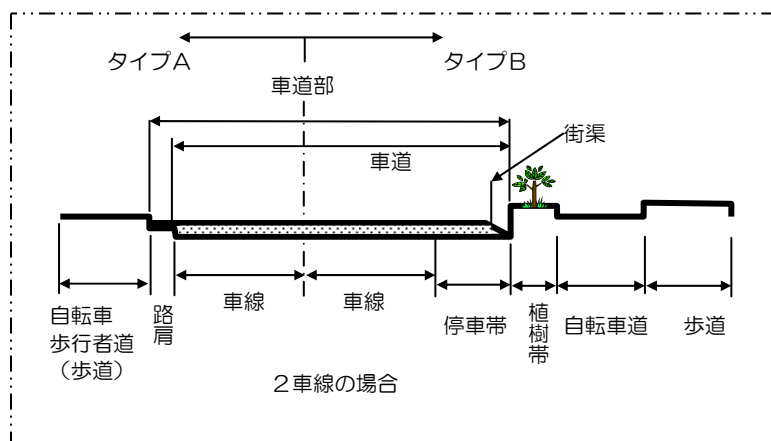 タイプA
タイプB
車道部
街渠
車道
車線
車線
停車帯
植樹帯
自転車道
歩道
自転車
歩行者道
(歩道)
路肩
２車線の場合